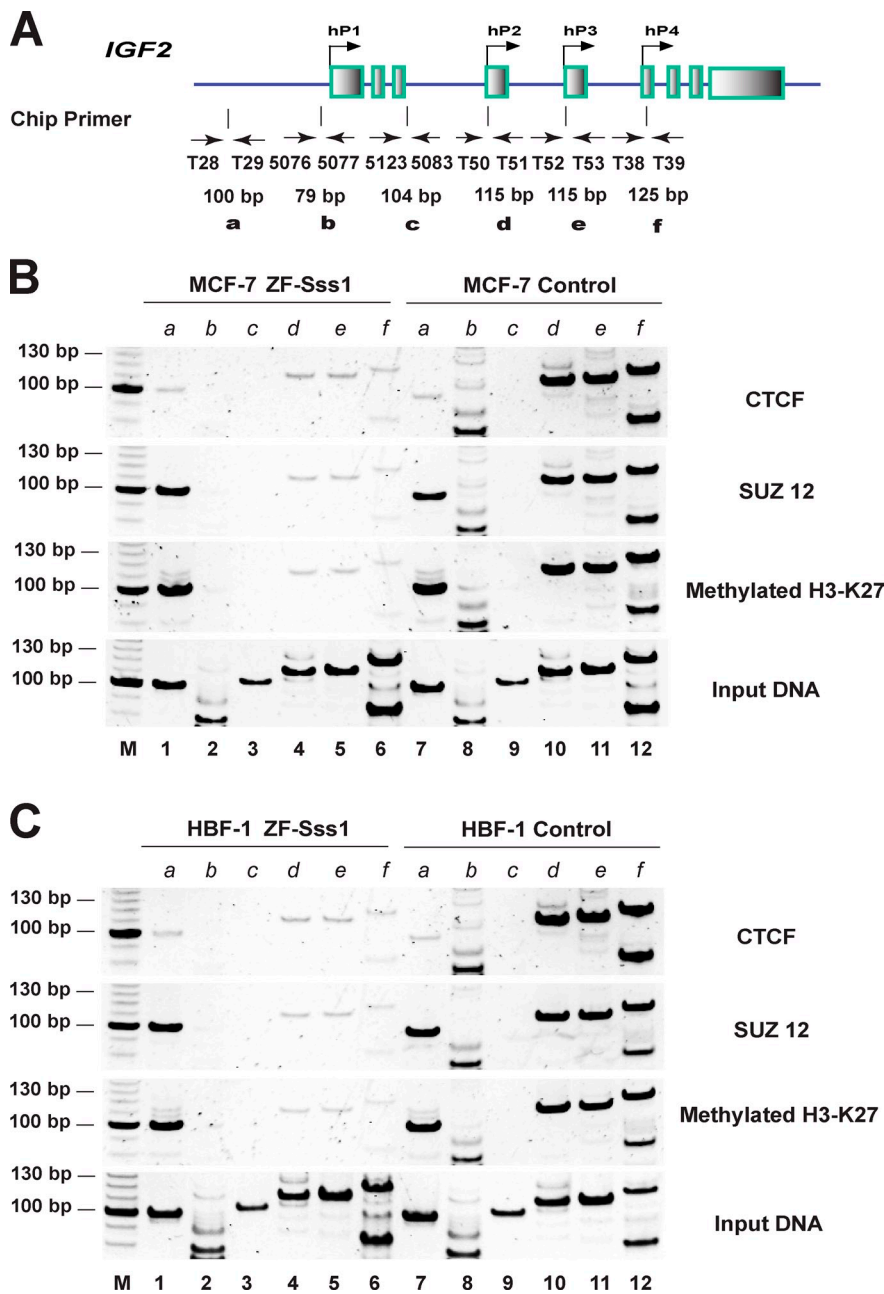 A
IGF2
hP1 hP2 hP3 hP4
Chip Primer
T28 T29 5076 5077 5123 5083 T50 T51 T52 T53 T38 T39
100 bp 79 bp 104 bp 115 bp 115 bp 125 bp
a b c d e f
B
MCF-7 ZF-Sss1 MCF-7 Control
a b c d e f a b c d e f
130 bp
100 bp
CTCF
130 bp
100 bp
SUZ 12
130 bp
100 bp
Methylated H3-K27
130 bp
100 bp
Input DNA
M 1 2 3 4 5 6 7 8 9 10 11 12
C
HBF-1 ZF-Sss1 HBF-1 Control
a b c d e f a b c d e f
130 bp
100 bp
CTCF
130 bp
100 bp
SUZ 12
130 bp
100 bp
Methylated H3-K27
130 bp
100 bp
Input DNA
M 1 2 3 4 5 6 7 8 9 10 11 12